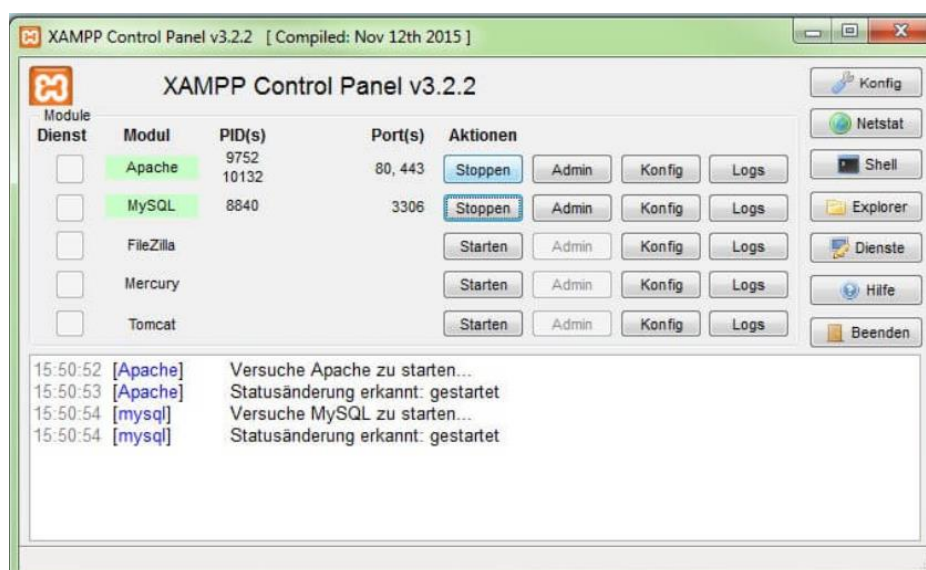 XAMPP Control Panel v3.2.2 [ Compiled: Nov 12th 2015 ]
XAMPP Control Panel v3.2.2
Konfig
Module
Dienst Modul PID(s) Port(s) Aktionen
Netstat
Apache 9752 10132 80, 443 Stoppen Admin Konfig Logs
Shell
MySQL 8840 3306 Stoppen Admin Konfig Logs
Explorer
FileZilla Starten Admin Konfig Logs
Dienste
Mercury Starten Admin Konfig Logs
Hilfe
Tomcat Starten Admin Konfig Logs
Beenden
15:50:52 [Apache] Versuche Apache zu starten...
15:50:53 [Apache] Statusänderung erkannt: gestartet
15:50:54 [mysql] Versuche MySQL zu starten...
15:50:54 [mysql] Statusänderung erkannt: gestartet